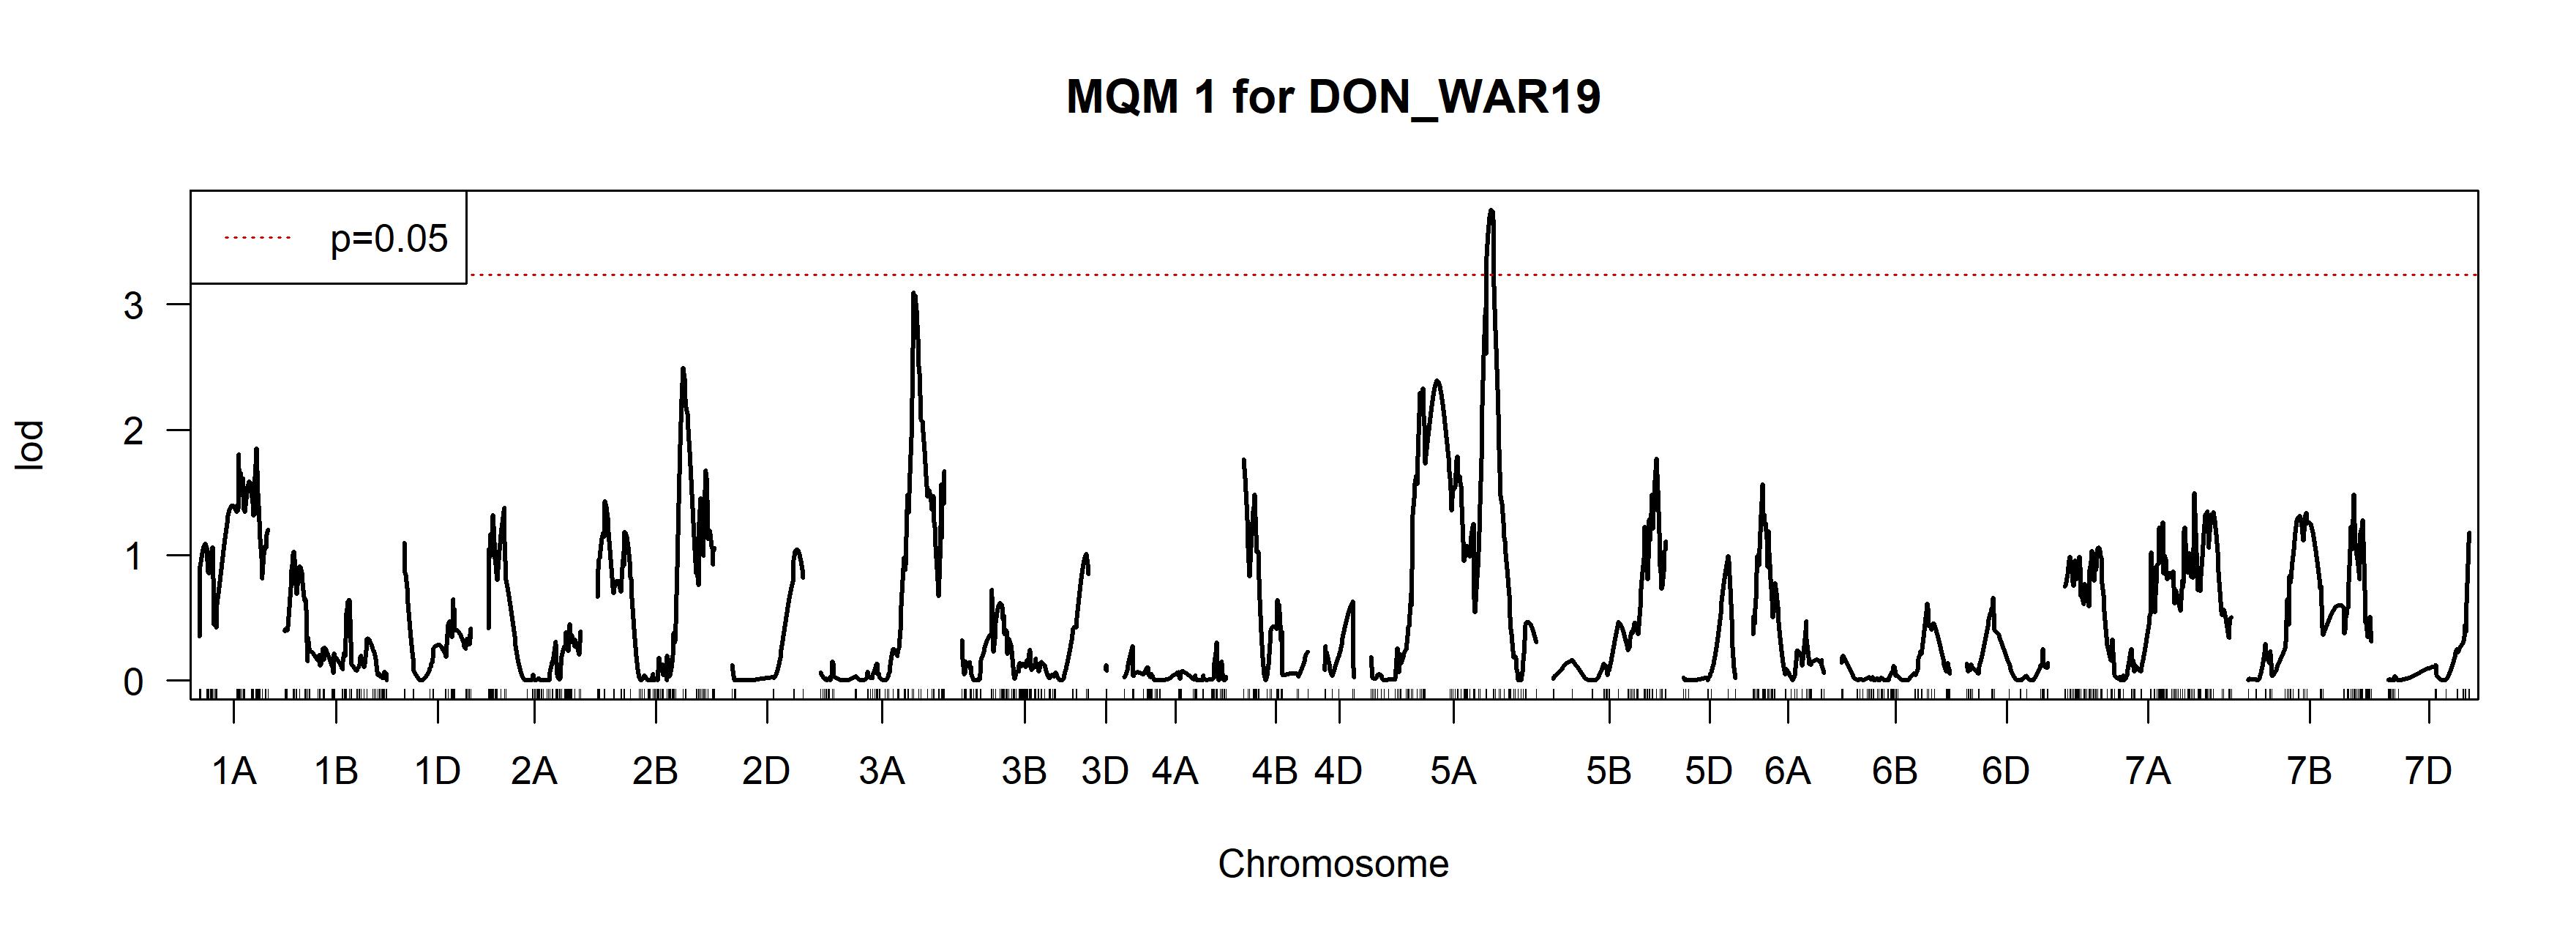 MQM 1 for DON_WAR19
p=0.05
3
2
1
0
lod
1A 1B 1D 2A 2B 2D 3A 3B 3D 4A 4B 4D 5A 5B 5D 6A 6B 6D 7A 7B 7D
Chromosome